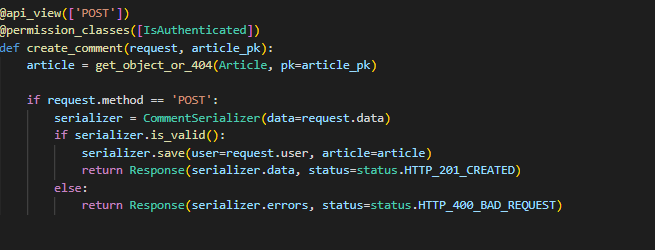 @api_view(['POST'])
@permission_classes([IsAuthenticated])
def create_comment(request, article_pk):
    article = get_object_or_404(Article, pk=article_pk)

    if request.method == 'POST':
        serializer = CommentSerializer(data=request.data)
        if serializer.is_valid():
            serializer.save(user=request.user, article=article)
            return Response(serializer.data, status=status.HTTP_201_CREATED)
        else:
            return Response(serializer.errors, status=status.HTTP_400_BAD_REQUEST)